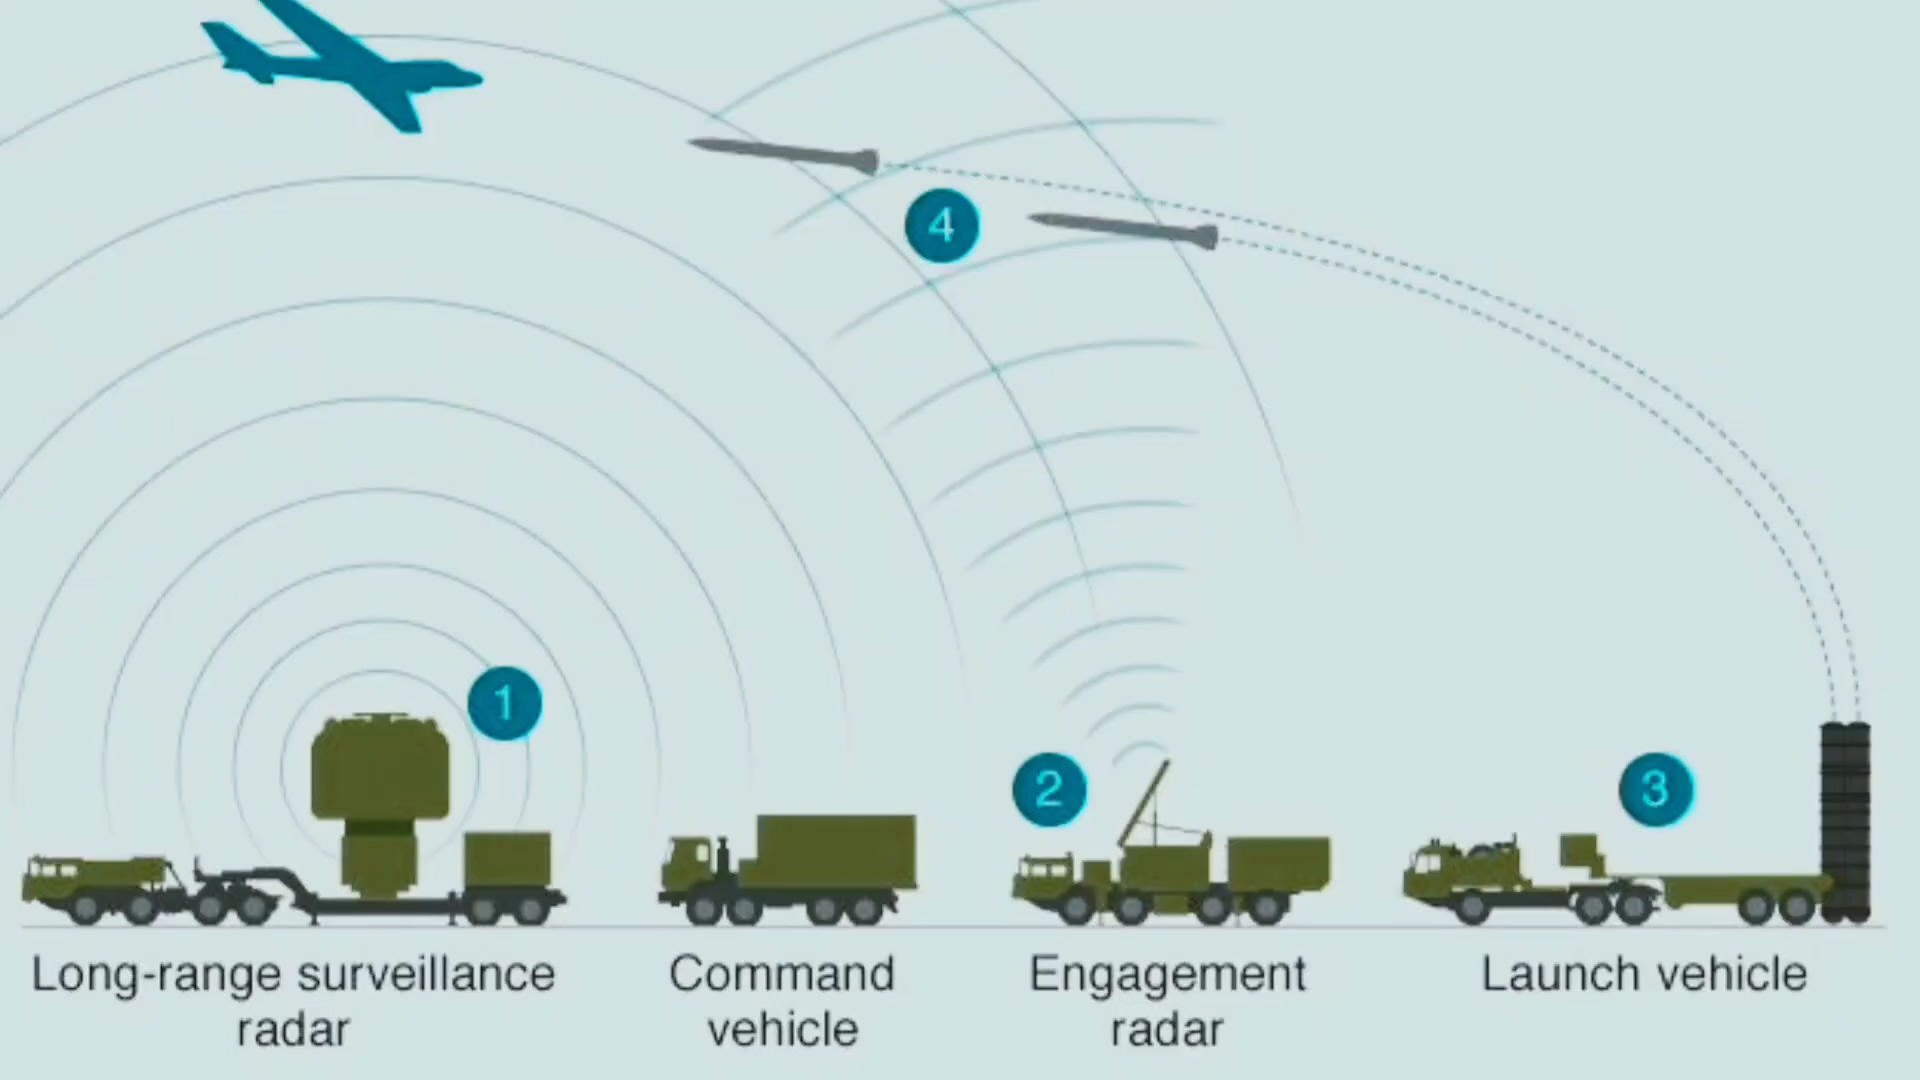 4
1
2
3
Long-range surveillance
radar
Command
vehicle
Engagement
radar
Launch vehicle